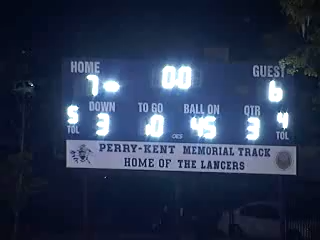 HOME GUEST
7 00 6
DOWN TO GO BALL ON QTR
5 3 0 45 3 4
TOL TOL
PERRY-KENT MEMORIAL TRACK
HOME OF THE LANCERS